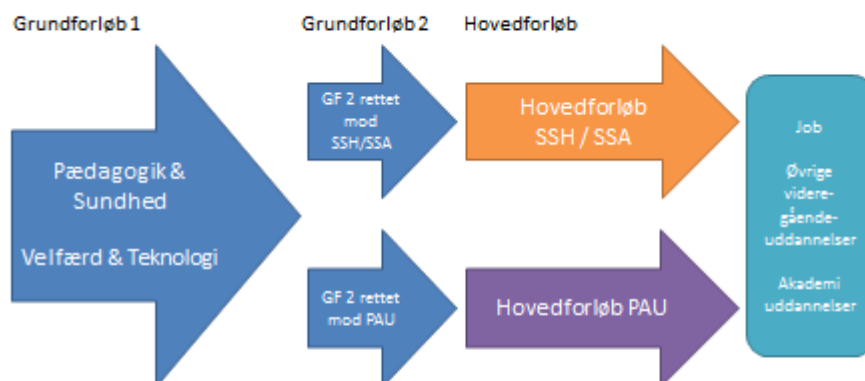 Grundforløb 1
Grundforløb 2
Hovedforløb
Pædagogik &
Sundhed
Velfærd & Teknologi
GF 2 rettet
mod
SSH/SSA
Hovedforløb
SSH / SSA
GF 2 rettet
mod PAU
Hovedforløb PAU
Job
Øvrige
videre-
gående-
uddannelser
Akademi
uddannelser